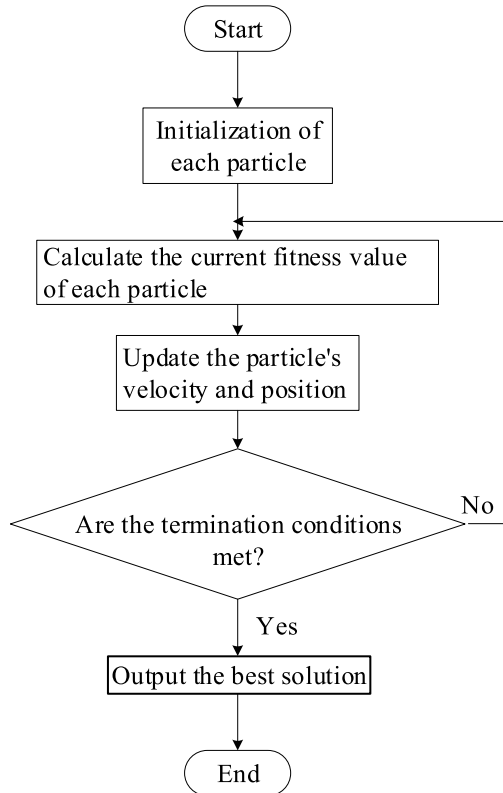 Start
Initialization of
each particle
Calculate the current fitness value
of each particle
Update the particle's
velocity and position
Are the termination conditions
met?
No
Yes
Output the best solution
End